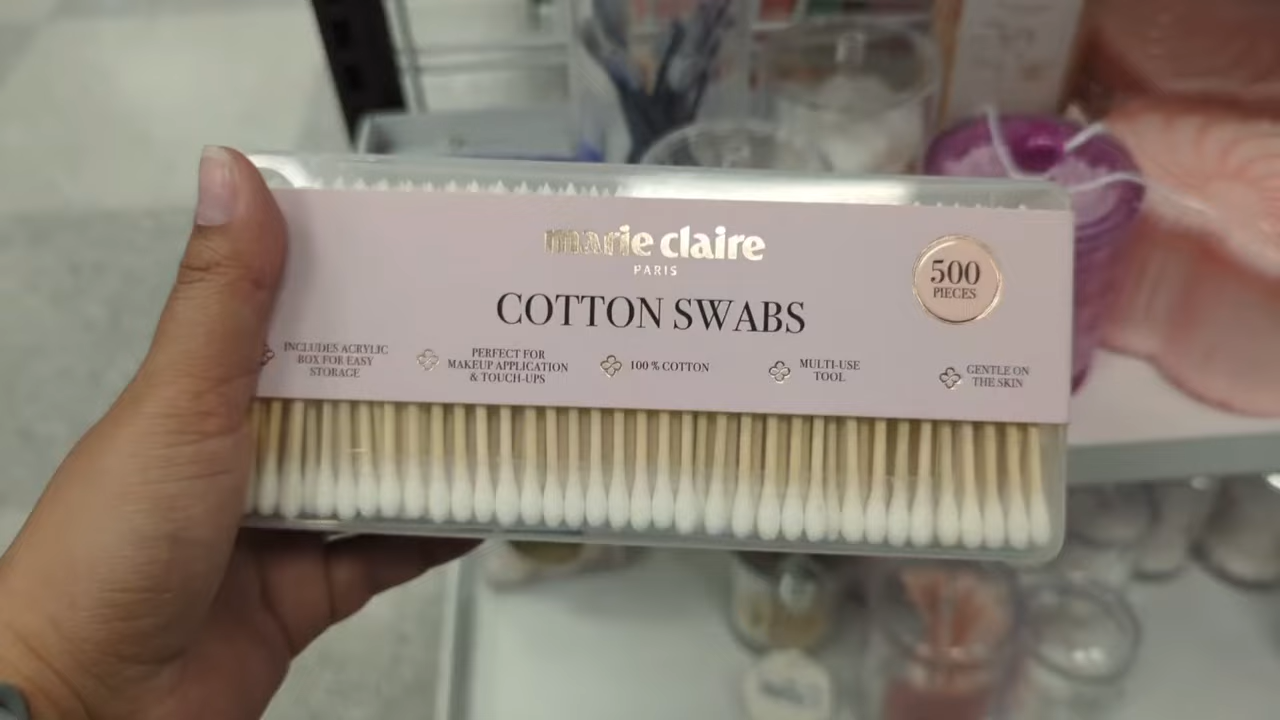 marie claire
PARIS
COTTON SWABS
500
PIECES
INCLUDES ACRYLIC
BOX FOR EASY
STORAGE
PERFECT FOR
MAKEUP APPLICATION
& TOUCH-UPS
100 % COTTON
MULTI-USE
TOOL
GENTLE ON
THE SKIN